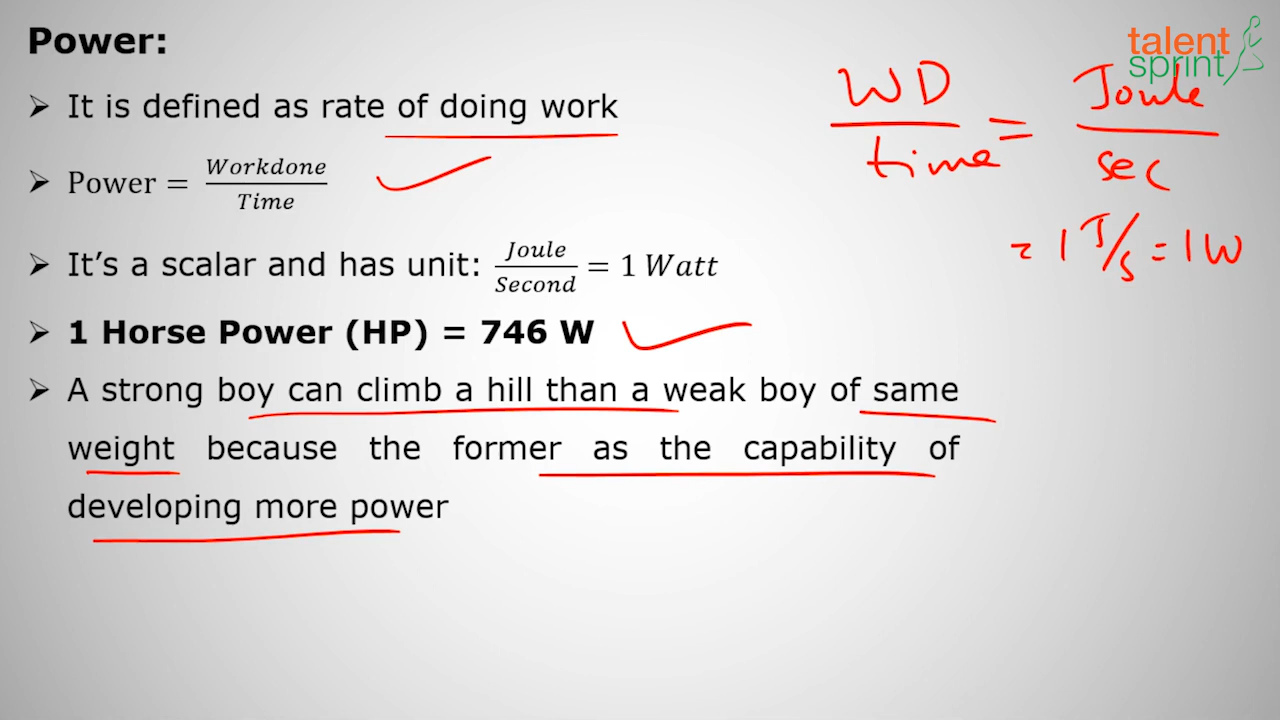 Power:
talent
sprint
➢ It is defined as rate of doing work
➢ Power = Workdone / Time
➢ It's a scalar and has unit: Joule / Second = 1 Watt
➢ 1 Horse Power (HP) = 746 W
➢ A strong boy can climb a hill than a weak boy of same
weight because the former as the capability of
developing more power
WD / time = Joule / sec
= 1 J/s = 1 W